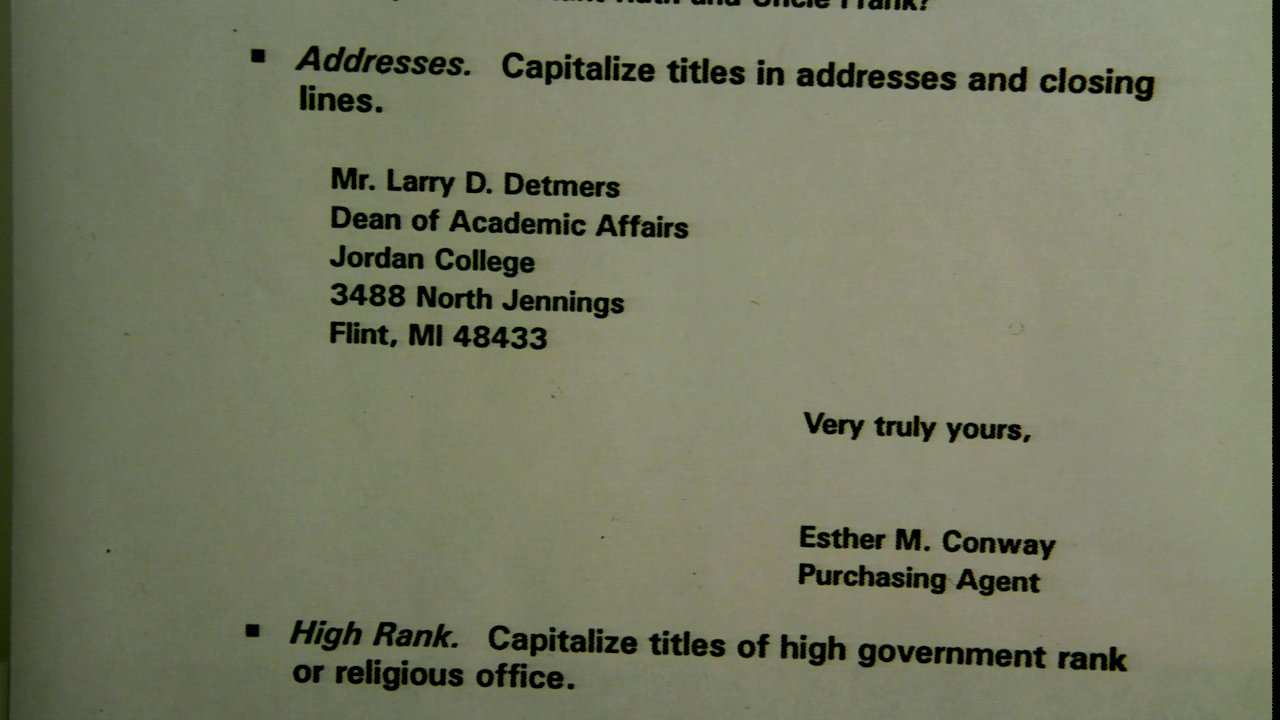 Uncle Frank?
▪ Addresses. Capitalize titles in addresses and closing
lines.
Mr. Larry D. Detmers
Dean of Academic Affairs
Jordan College
3488 North Jennings
Flint, MI 48433
Very truly yours,
Esther M. Conway
Purchasing Agent
▪ High Rank. Capitalize titles of high government rank
or religious office.